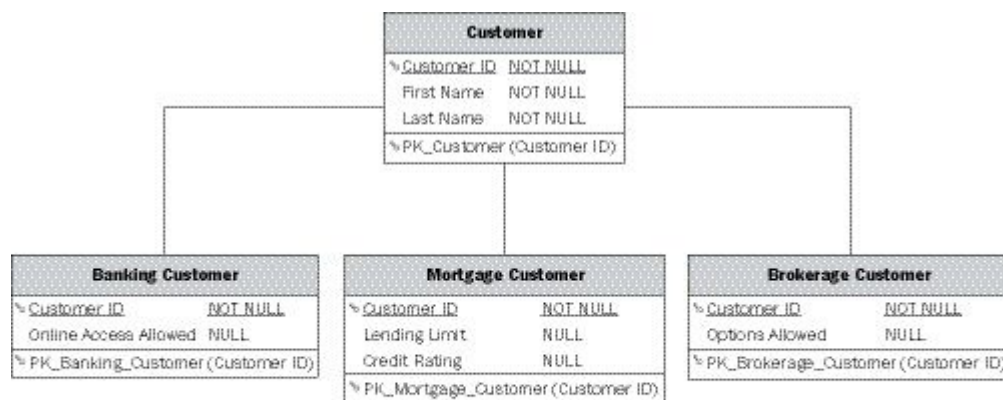 Customer
Customer ID NOT NULL
First Name NOT NULL
Last Name NOT NULL
PK_Customer (Customer ID)
Banking Customer
Customer ID NOT NULL
Online Access Allowed NULL
PK_Banking_Customer (Customer ID)
Mortgage Customer
Customer ID NOT NULL
Lending Limit NULL
Credit Rating NULL
PK_Mortgage_Customer (Customer ID)
Brokerage Customer
Customer ID NOT NULL
Options Allowed NULL
PK_Brokerage_Customer (Customer ID)